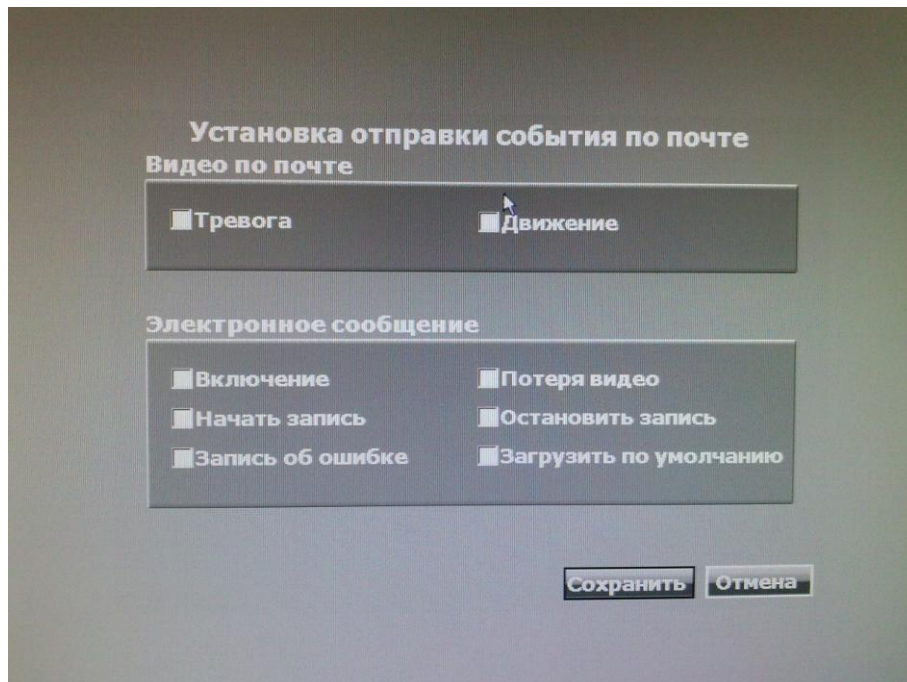 Установка отправки события по почте
Видео по почте
Тревога Движение
Электронное сообщение
Включение Потеря видео
Начать запись Остановить запись
Запись об ошибке Загрузить по умолчанию
Сохранить Отмена